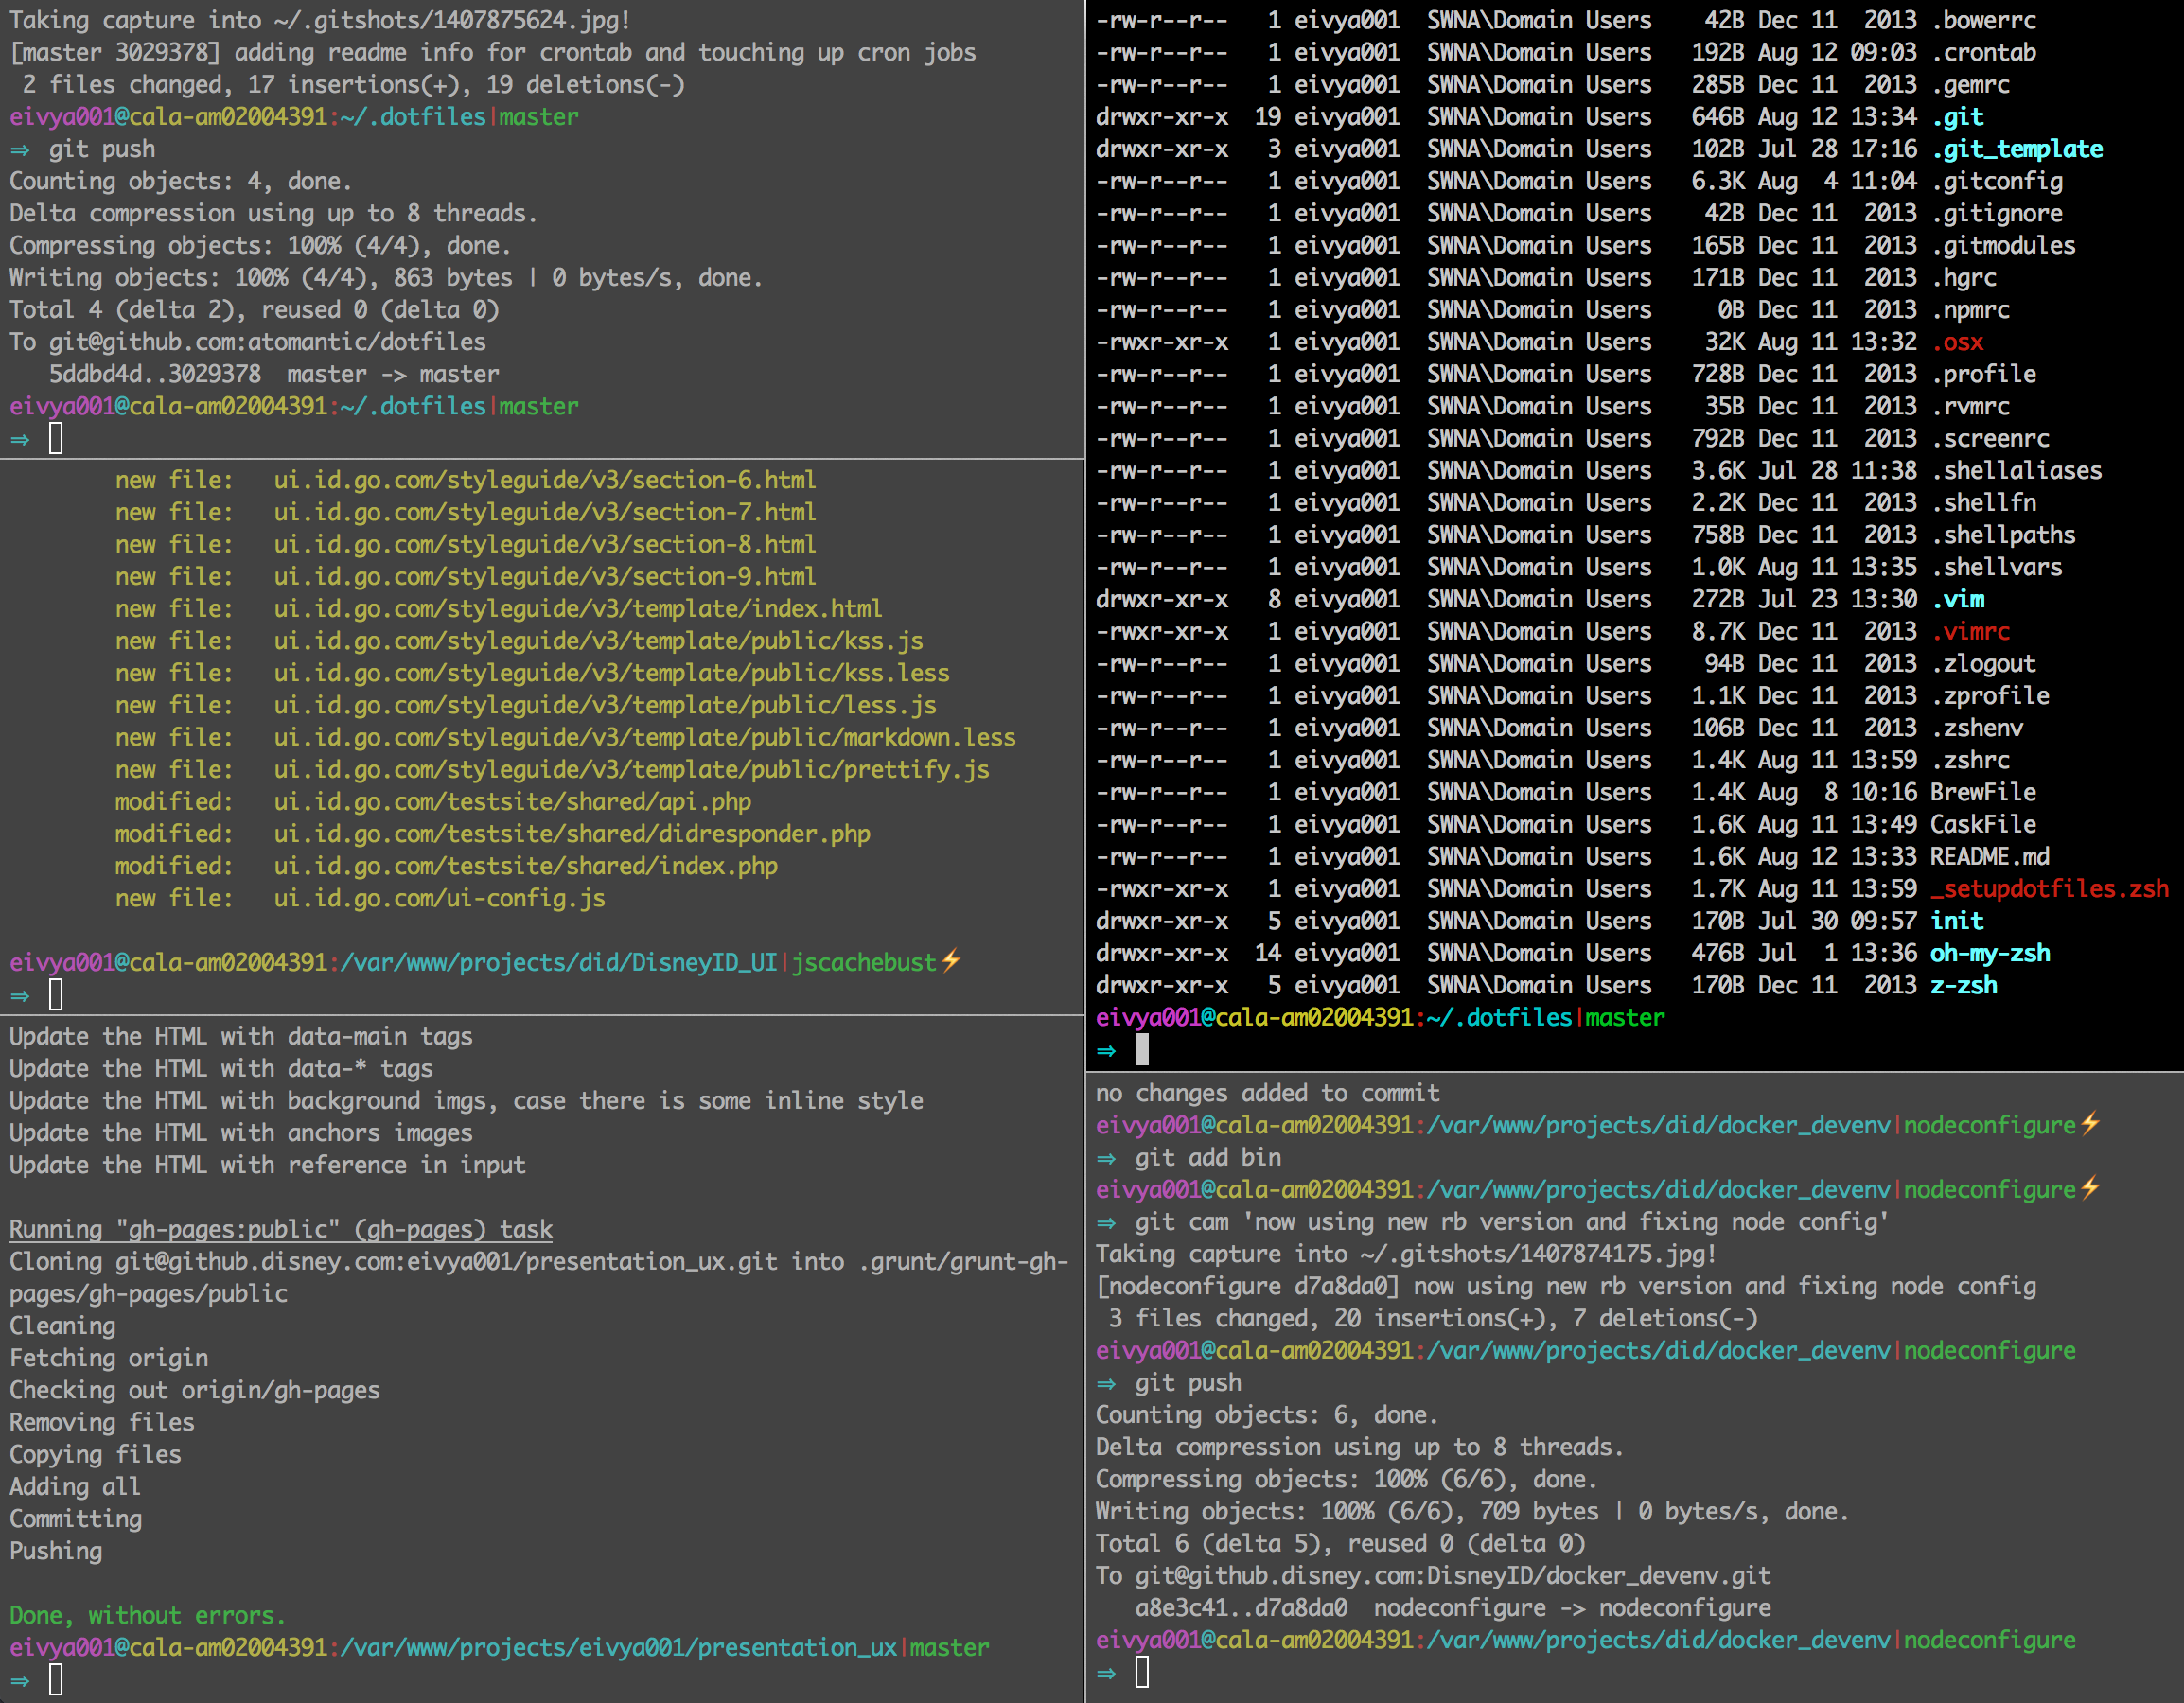 Taking capture into ~/.gitshots/1407875624.jpg!
[master 3029378] adding readme info for crontab and touching up cron jobs
 2 files changed, 17 insertions(+), 19 deletions(-)
eivya001@cala-am02004391:~/.dotfiles|master
⇒  git push
Counting objects: 4, done.
Delta compression using up to 8 threads.
Compressing objects: 100% (4/4), done.
Writing objects: 100% (4/4), 863 bytes | 0 bytes/s, done.
Total 4 (delta 2), reused 0 (delta 0)
To git@github.com:atomantic/dotfiles
   5ddbd4d..3029378  master -> master
eivya001@cala-am02004391:~/.dotfiles|master
⇒
        new file:   ui.id.go.com/styleguide/v3/section-6.html
        new file:   ui.id.go.com/styleguide/v3/section-7.html
        new file:   ui.id.go.com/styleguide/v3/section-8.html
        new file:   ui.id.go.com/styleguide/v3/section-9.html
        new file:   ui.id.go.com/styleguide/v3/template/index.html
        new file:   ui.id.go.com/styleguide/v3/template/public/kss.js
        new file:   ui.id.go.com/styleguide/v3/template/public/kss.less
        new file:   ui.id.go.com/styleguide/v3/template/public/less.js
        new file:   ui.id.go.com/styleguide/v3/template/public/markdown.less
        new file:   ui.id.go.com/styleguide/v3/template/public/prettify.js
        modified:   ui.id.go.com/testsite/shared/api.php
        modified:   ui.id.go.com/testsite/shared/didresponder.php
        modified:   ui.id.go.com/testsite/shared/index.php
        new file:   ui.id.go.com/ui-config.js
eivya001@cala-am02004391:/var/www/projects/did/DisneyID_UI|jscachebust⚡
⇒
Update the HTML with data-main tags
Update the HTML with data-* tags
Update the HTML with background imgs, case there is some inline style
Update the HTML with anchors images
Update the HTML with reference in input
Running "gh-pages:public" (gh-pages) task
Cloning git@github.disney.com:eivya001/presentation_ux.git into .grunt/grunt-gh-
pages/gh-pages/public
Cleaning
Fetching origin
Checking out origin/gh-pages
Removing files
Copying files
Adding all
Committing
Pushing
Done, without errors.
eivya001@cala-am02004391:/var/www/projects/eivya001/presentation_ux|master
⇒
-rw-r--r--   1 eivya001  SWNA\Domain Users    42B Dec 11  2013 .bowerrc
-rw-r--r--   1 eivya001  SWNA\Domain Users   192B Aug 12 09:03 .crontab
-rw-r--r--   1 eivya001  SWNA\Domain Users   285B Dec 11  2013 .gemrc
drwxr-xr-x  19 eivya001  SWNA\Domain Users   646B Aug 12 13:34 .git
drwxr-xr-x   3 eivya001  SWNA\Domain Users   102B Jul 28 17:16 .git_template
-rw-r--r--   1 eivya001  SWNA\Domain Users   6.3K Aug  4 11:04 .gitconfig
-rw-r--r--   1 eivya001  SWNA\Domain Users    42B Dec 11  2013 .gitignore
-rw-r--r--   1 eivya001  SWNA\Domain Users   165B Dec 11  2013 .gitmodules
-rw-r--r--   1 eivya001  SWNA\Domain Users   171B Dec 11  2013 .hgrc
-rw-r--r--   1 eivya001  SWNA\Domain Users     0B Dec 11  2013 .npmrc
-rwxr-xr-x   1 eivya001  SWNA\Domain Users    32K Aug 11 13:32 .osx
-rw-r--r--   1 eivya001  SWNA\Domain Users   728B Dec 11  2013 .profile
-rw-r--r--   1 eivya001  SWNA\Domain Users    35B Dec 11  2013 .rvmrc
-rw-r--r--   1 eivya001  SWNA\Domain Users   792B Dec 11  2013 .screenrc
-rw-r--r--   1 eivya001  SWNA\Domain Users   3.6K Jul 28 11:38 .shellaliases
-rw-r--r--   1 eivya001  SWNA\Domain Users   2.2K Dec 11  2013 .shellfn
-rw-r--r--   1 eivya001  SWNA\Domain Users   758B Dec 11  2013 .shellpaths
-rw-r--r--   1 eivya001  SWNA\Domain Users   1.0K Aug 11 13:35 .shellvars
drwxr-xr-x   8 eivya001  SWNA\Domain Users   272B Jul 23 13:30 .vim
-rwxr-xr-x   1 eivya001  SWNA\Domain Users   8.7K Dec 11  2013 .vimrc
-rw-r--r--   1 eivya001  SWNA\Domain Users    94B Dec 11  2013 .zlogout
-rw-r--r--   1 eivya001  SWNA\Domain Users   1.1K Dec 11  2013 .zprofile
-rw-r--r--   1 eivya001  SWNA\Domain Users   106B Dec 11  2013 .zshenv
-rw-r--r--   1 eivya001  SWNA\Domain Users   1.4K Aug 11 13:59 .zshrc
-rw-r--r--   1 eivya001  SWNA\Domain Users   1.4K Aug  8 10:16 BrewFile
-rw-r--r--   1 eivya001  SWNA\Domain Users   1.6K Aug 11 13:49 CaskFile
-rw-r--r--   1 eivya001  SWNA\Domain Users   1.6K Aug 12 13:33 README.md
-rwxr-xr-x   1 eivya001  SWNA\Domain Users   1.7K Aug 11 13:59 _setupdotfiles.zsh
drwxr-xr-x   5 eivya001  SWNA\Domain Users   170B Jul 30 09:57 init
drwxr-xr-x  14 eivya001  SWNA\Domain Users   476B Jul  1 13:36 oh-my-zsh
drwxr-xr-x   5 eivya001  SWNA\Domain Users   170B Dec 11  2013 z-zsh
eivya001@cala-am02004391:~/.dotfiles|master
⇒
no changes added to commit
eivya001@cala-am02004391:/var/www/projects/did/docker_devenv|nodeconfigure⚡
⇒  git add bin
eivya001@cala-am02004391:/var/www/projects/did/docker_devenv|nodeconfigure⚡
⇒  git cam 'now using new rb version and fixing node config'
Taking capture into ~/.gitshots/1407874175.jpg!
[nodeconfigure d7a8da0] now using new rb version and fixing node config
 3 files changed, 20 insertions(+), 7 deletions(-)
eivya001@cala-am02004391:/var/www/projects/did/docker_devenv|nodeconfigure
⇒  git push
Counting objects: 6, done.
Delta compression using up to 8 threads.
Compressing objects: 100% (6/6), done.
Writing objects: 100% (6/6), 709 bytes | 0 bytes/s, done.
Total 6 (delta 5), reused 0 (delta 0)
To git@github.disney.com:DisneyID/docker_devenv.git
   a8e3c41..d7a8da0  nodeconfigure -> nodeconfigure
eivya001@cala-am02004391:/var/www/projects/did/docker_devenv|nodeconfigure
⇒